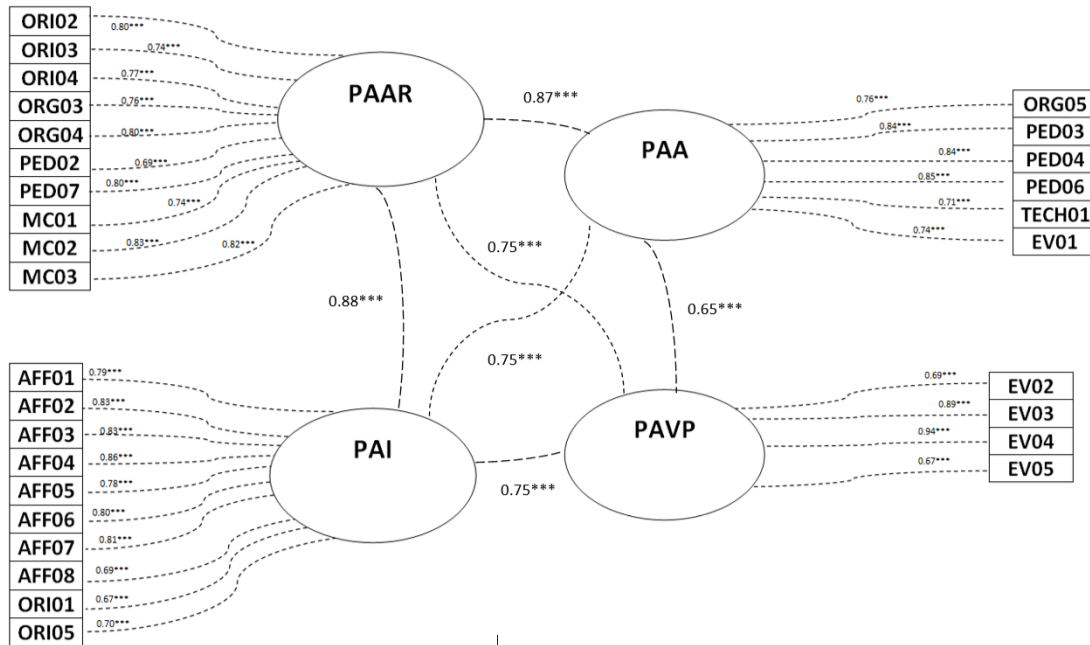 ORI02
0.80***
ORI03
0.74***
ORI04
0.77***
ORG03
0.76***
ORG04
0.80***
PED02
0.69***
PED07
0.80***
MC01
0.74***
MC02
0.83***
MC03
0.82***
PAAR
0.87***
PAA
0.76***
ORG05
0.84***
PED03
0.84***
PED04
0.85***
PED06
0.71***
TECH01
0.74***
EV01
0.75***
0.88***
0.65***
0.75***
AFF01
0.79***
AFF02
0.83***
AFF03
0.83***
AFF04
0.86***
AFF05
0.78***
AFF06
0.80***
AFF07
0.81***
AFF08
0.69***
ORI01
0.67***
ORI05
0.70***
PAI
0.75***
PAVP
0.69***
EV02
0.89***
EV03
0.94***
EV04
0.67***
EV05